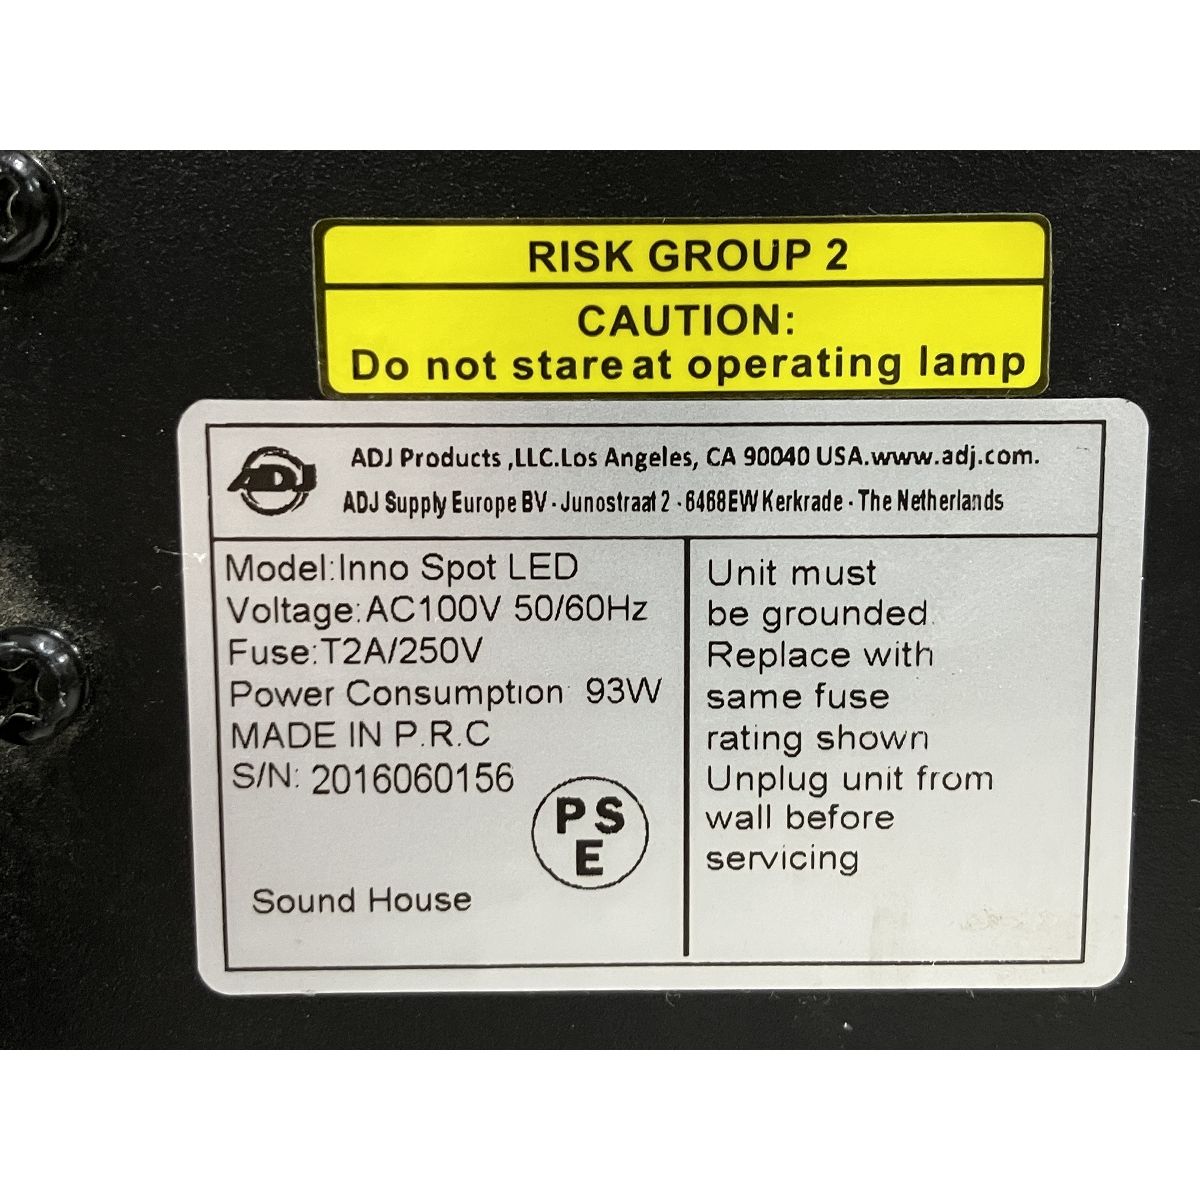 RISK GROUP 2
CAUTION:
Do not stare at operating lamp
ADJ
ADJ Products ,LLC.Los Angeles, CA 90040 USA.www.adj.com.
ADJ Supply Europe BV - Junostraat 2 - 6468EW Kerkrade - The Netherlands
Model:Inno Spot LED
Voltage:AC100V 50/60Hz
Fuse:T2A/250V
Power Consumption: 93W
MADE IN P.R.C
S/N: 2016060156
PS
E
Sound House
Unit must
be grounded.
Replace with
same fuse
rating shown
Unplug unit from
wall before
servicing